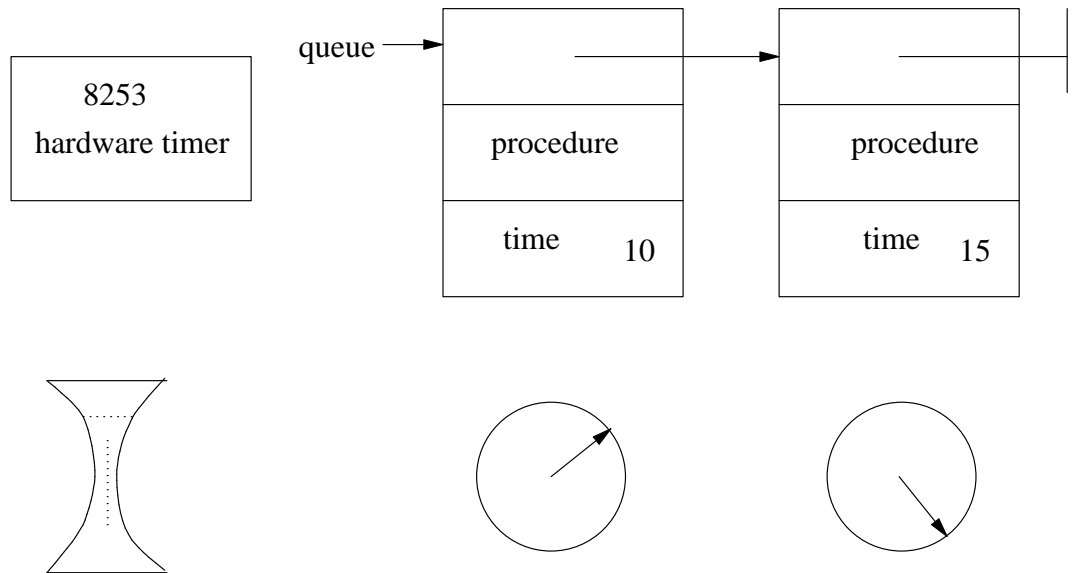 queue
8253
hardware timer
procedure
procedure
time 10
time 15